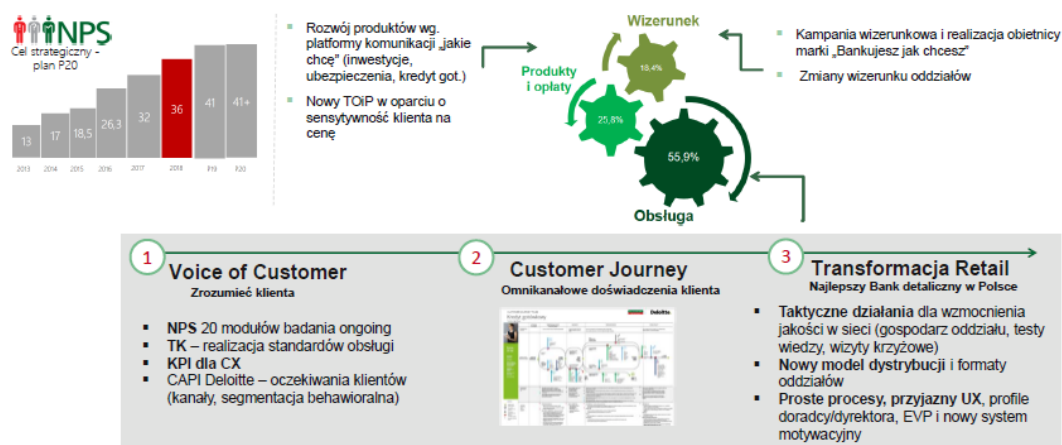 NPS
Cel strategiczny –
plan P20
13
17
18,5
26,3
32
36
41
41+
2013
2014
2015
2016
2017
2018
P19
P20
Rozwój produktów wg.
platformy komunikacji „jakie
chcę” (inwestycje,
ubezpieczenia, kredyt got.)
Nowy TOiP w oparciu o
sensytywność klienta na
cenę
Wizerunek
18,4%
Produkty
i opłaty
25,8%
55,9%
Obsługa
Kampania wizerunkowa i realizacja obietnicy
marki „Bankujesz jak chcesz”
Zmiany wizerunku oddziałów
1
Voice of Customer
Zrozumieć klienta
NPS 20 modułów badania ongoing
TK – realizacja standardów obsługi
KPI dla CX
CAPI Deloitte – oczekiwania klientów
(kanały, segmentacja behawioralna)
2
Customer Journey
Omnikanałowe doświadczenia klienta
Deloitte
3
Transformacja Retail
Najlepszy Bank detaliczny w Polsce
Taktyczne działania dla wzmocnienia
jakości w sieci (gospodarz oddziału, testy
wiedzy, wizyty krzyżowe)
Nowy model dystrybucji i formaty
oddziałów
Proste procesy, przyjazny UX, profile
doradcy/dyrektora, EVP i nowy system
motywacyjny